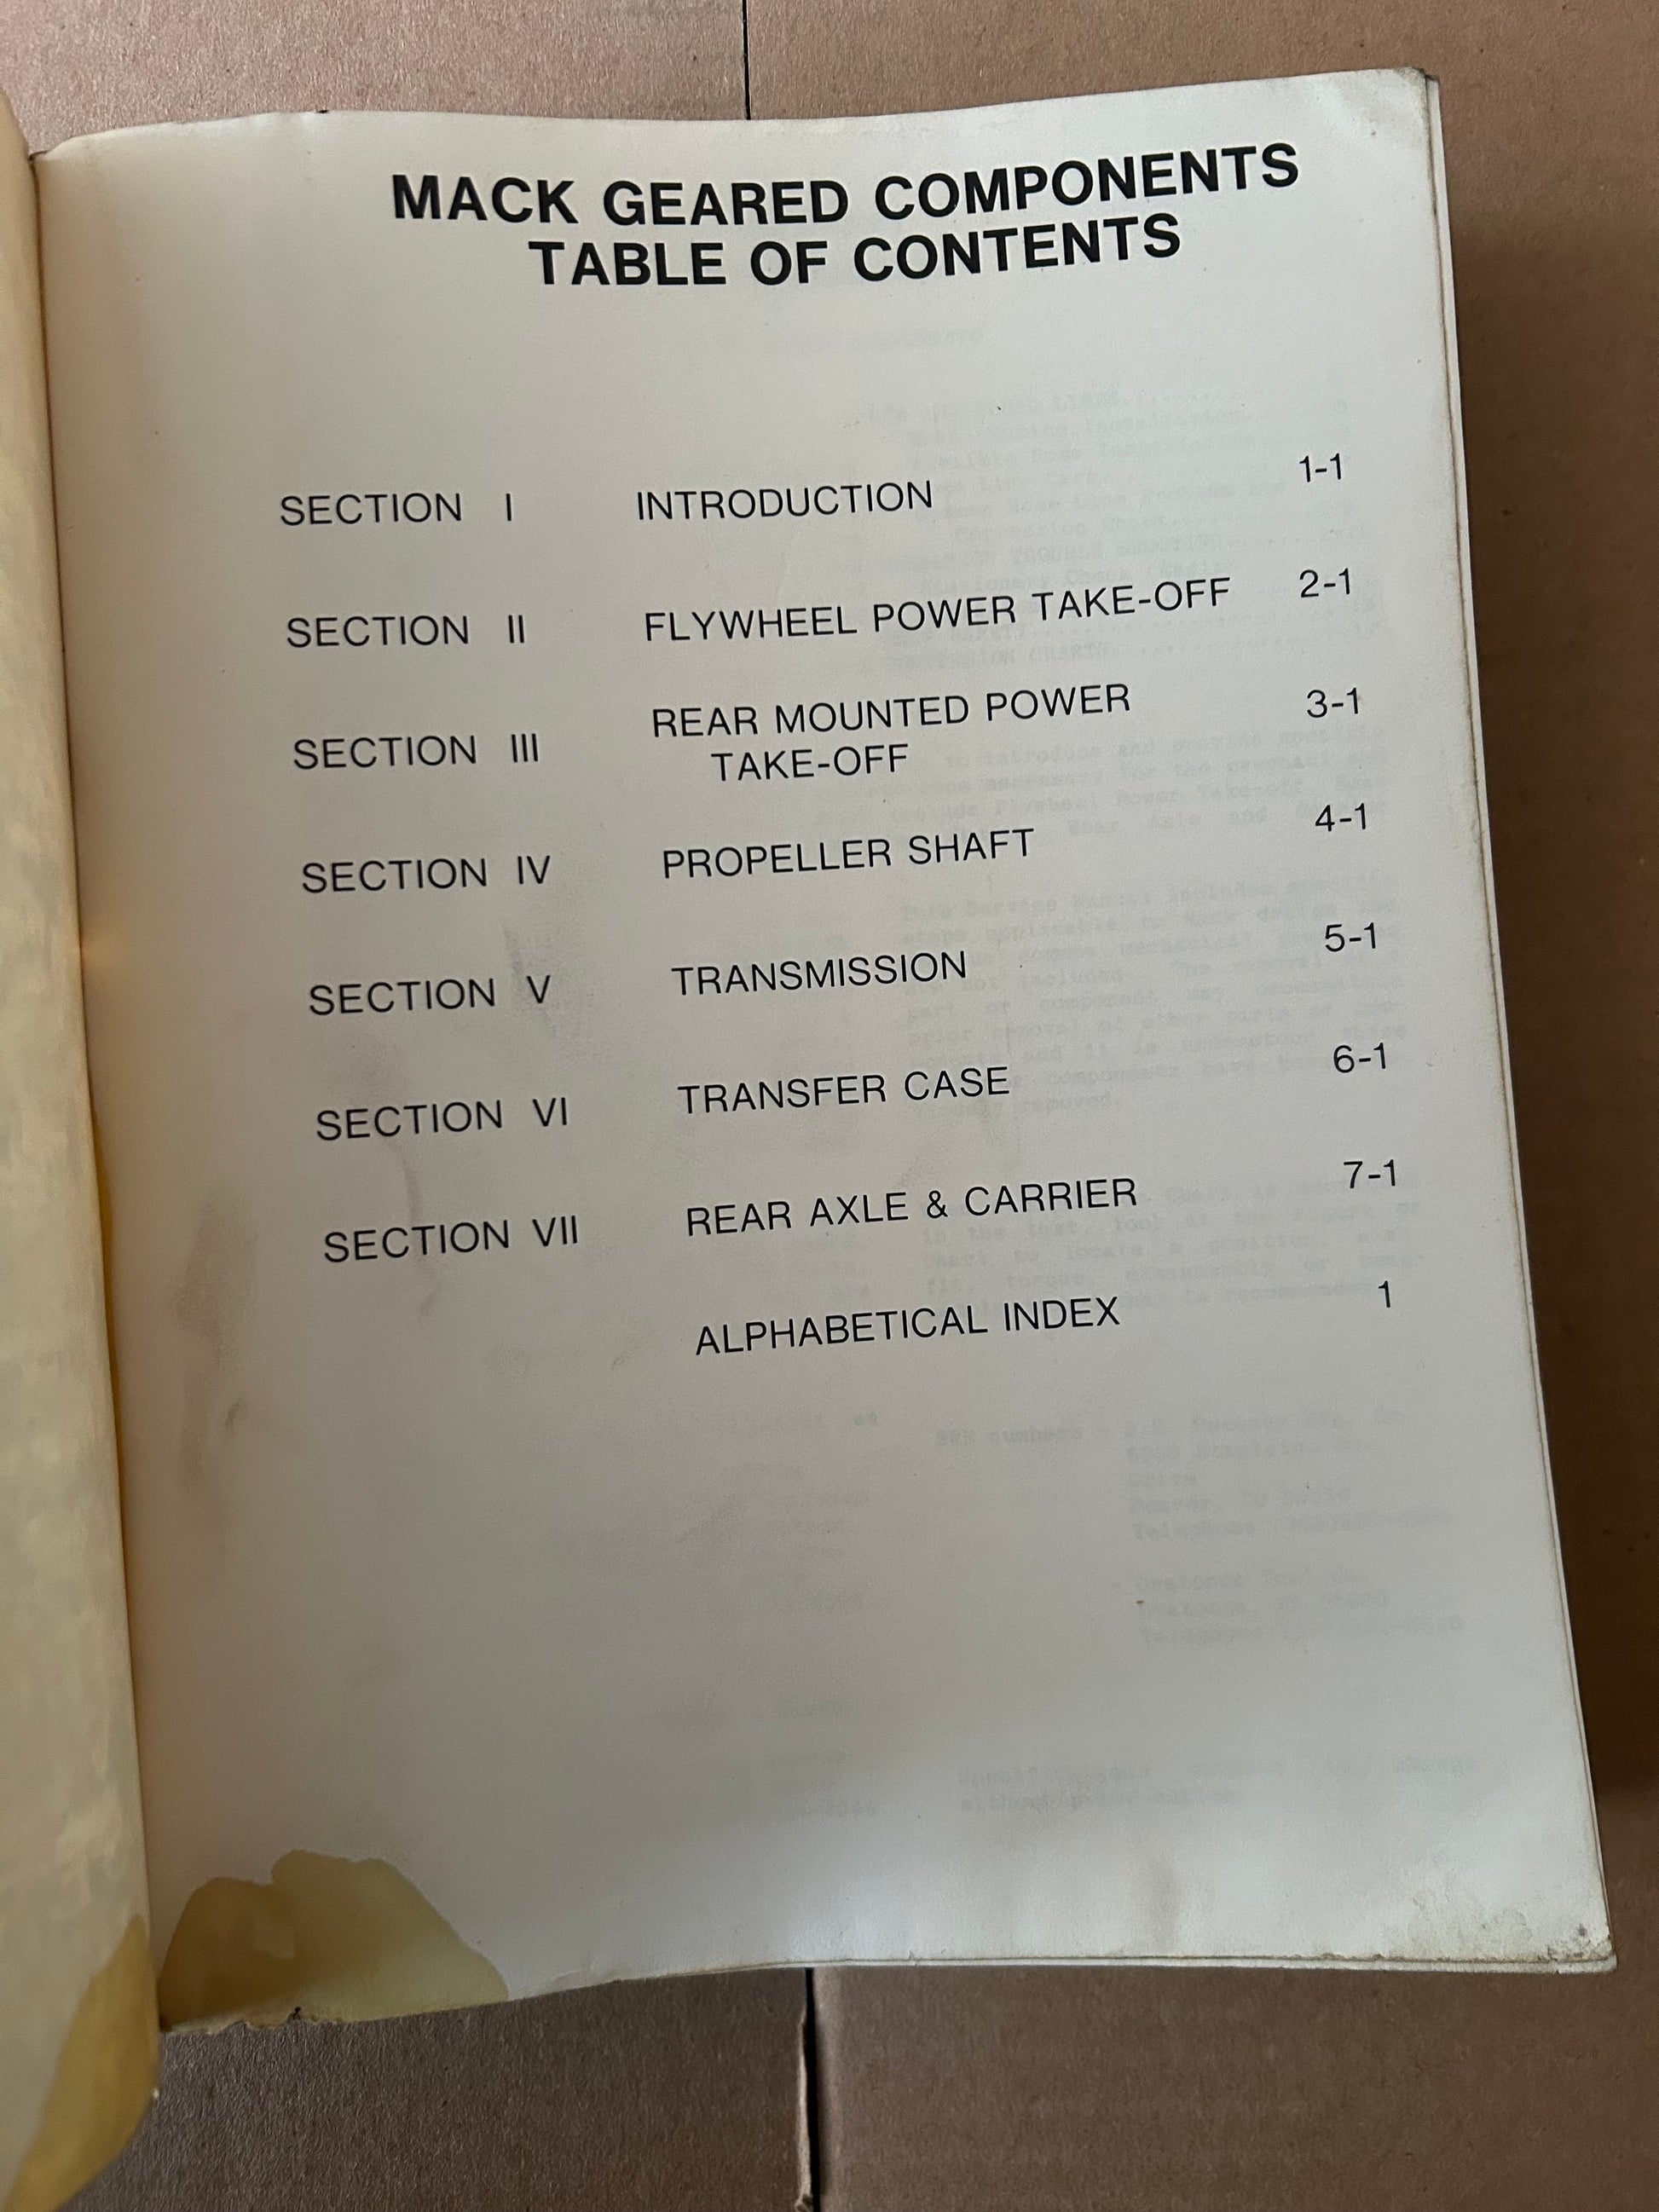 MACK GEARED COMPONENTS
TABLE OF CONTENTS
SECTION I INTRODUCTION 1-1
SECTION II FLYWHEEL POWER TAKE-OFF 2-1
SECTION III REAR MOUNTED POWER 3-1
TAKE-OFF
SECTION IV PROPELLER SHAFT 4-1
SECTION V TRANSMISSION 5-1
SECTION VI TRANSFER CASE 6-1
SECTION VII REAR AXLE & CARRIER 7-1
ALPHABETICAL INDEX 1